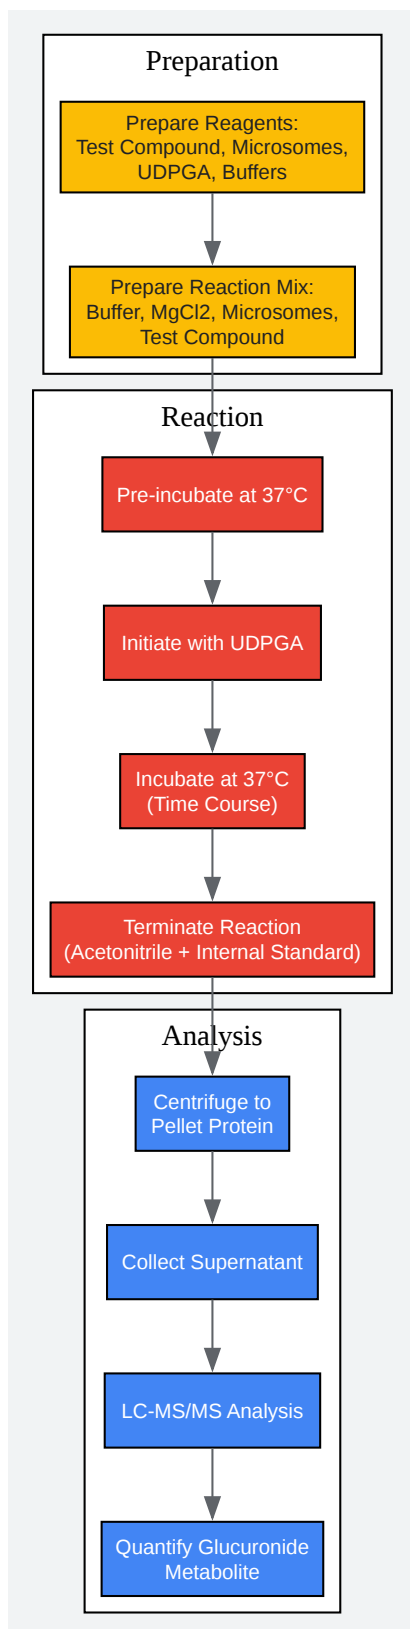 Preparation
Prepare Reagents:
Test Compound, Microsomes,
UDPGA, Buffers
Prepare Reaction Mix:
Buffer, MgCl2, Microsomes,
Test Compound
Reaction
Pre-incubate at 37°C
Initiate with UDPGA
Incubate at 37°C
(Time Course)
Terminate Reaction
(Acetonitrile + Internal Standard)
Analysis
Centrifuge to
Pellet Protein
Collect Supernatant
LC-MS/MS Analysis
Quantify Glucuronide
Metabolite